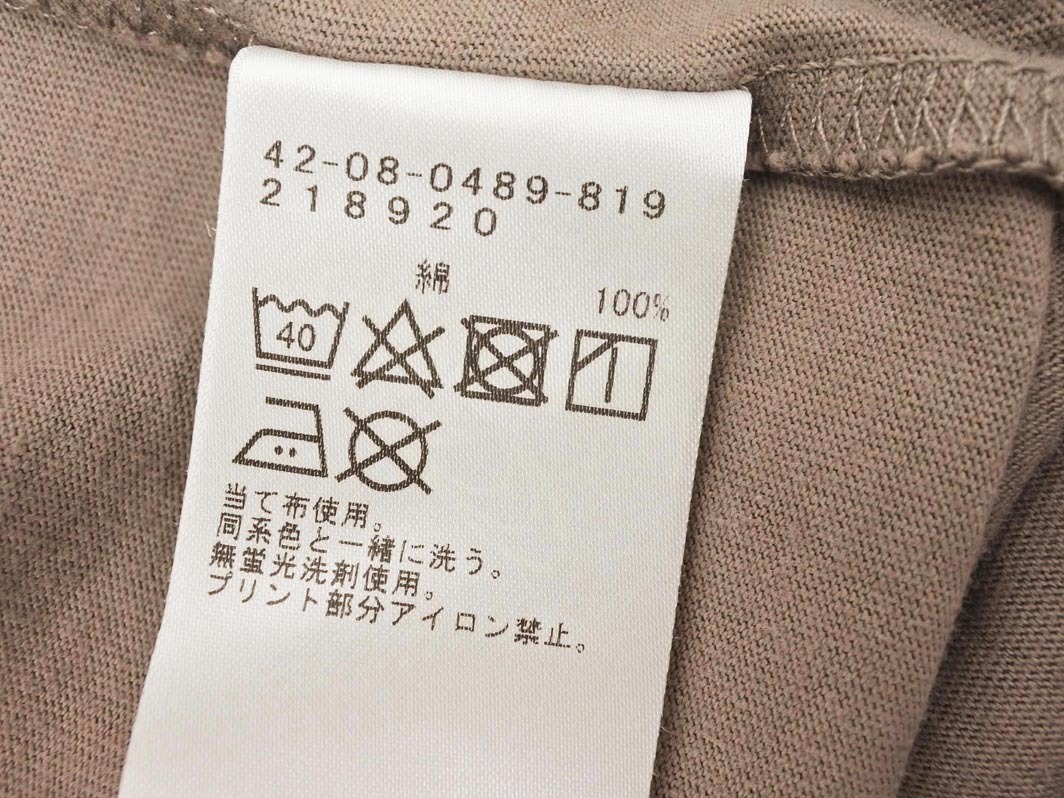 42-08-0489-819
218920
綿 100%
40
当て布使用。
同系色と一緒に洗う。
無蛍光洗剤使用。
プリント部分アイロン禁止。